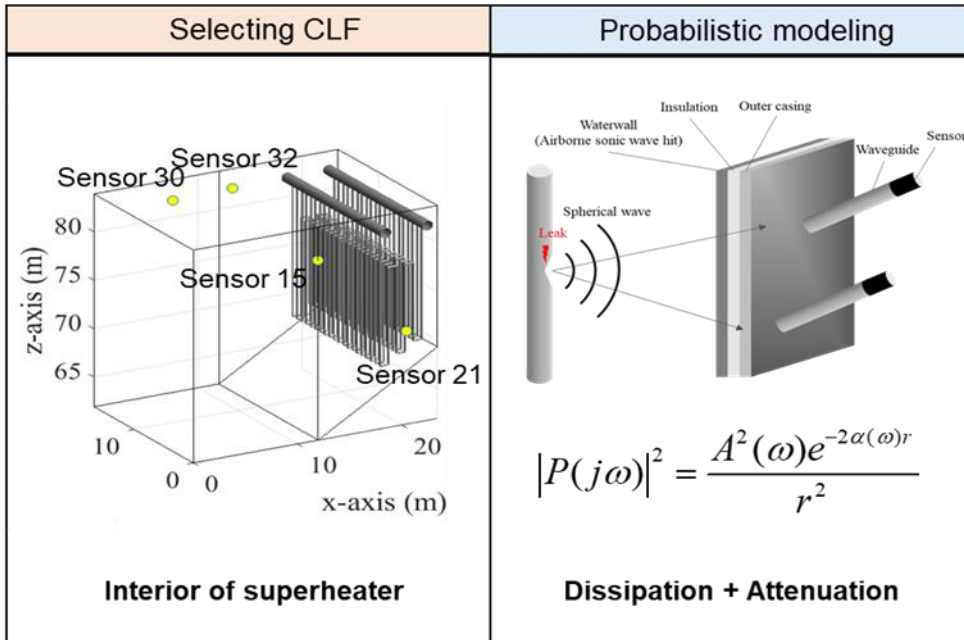 Selecting CLF
Probabilistic modeling
Sensor 32
Sensor 30
Sensor 15
Sensor 21
80
75
70
65
z-axis (m)
10
0
0
10
20
x-axis (m)
Interior of superheater
Insulation
Outer casing
Waterwall
(Airborne sonic wave hit)
Sensor
Waveguide
Spherical wave
Leak
|P(jω)|² = A²(ω)e^{-2α(ω)r} / r²
Dissipation + Attenuation